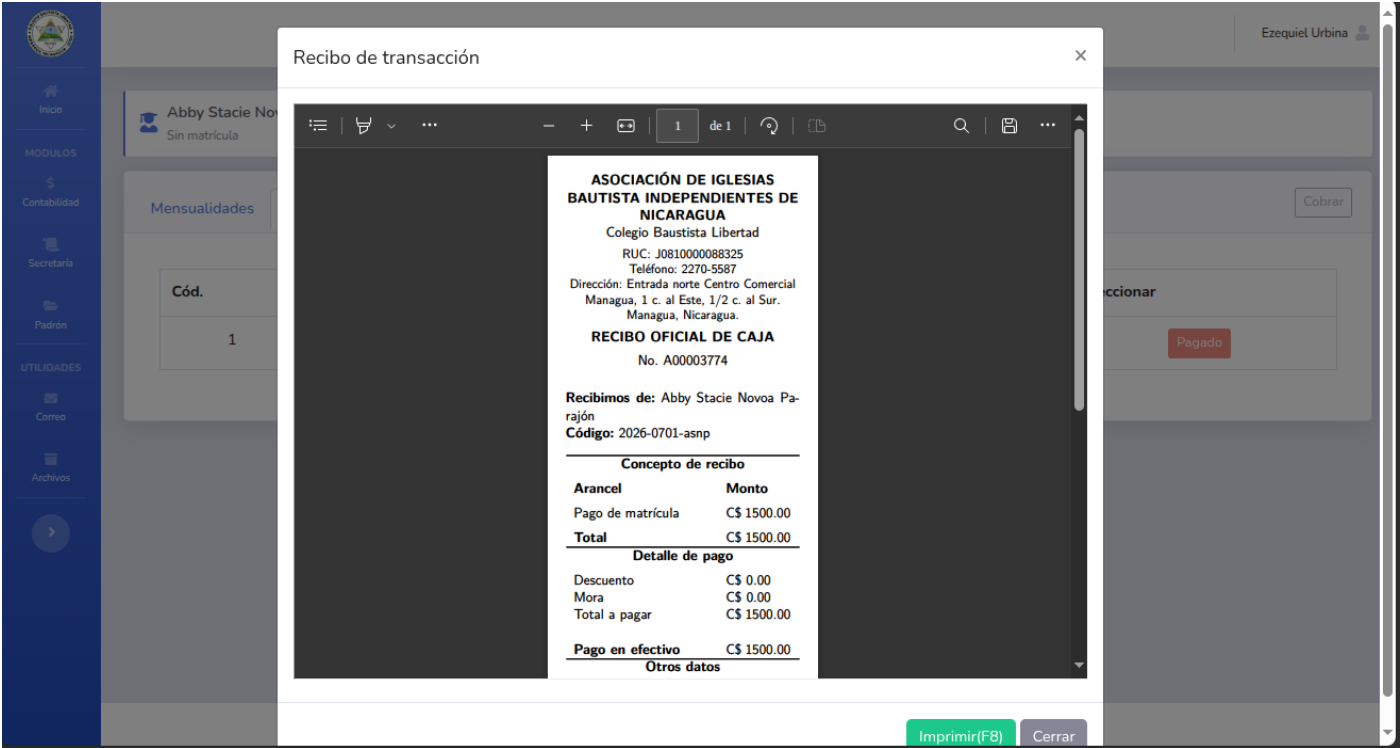 Ezequiel Urbina
Inicio
MODULOS
Contabilidad
Secretaría
Padrón
UTILIDADES
Correo
Archivos
Abby Stacie Nov
Sin matrícula
Mensualidades
Cobrar
Cód.
eccionar
1
Pagado
Recibo de transacción
×
1 de 1
ASOCIACIÓN DE IGLESIAS
BAUTISTA INDEPENDIENTES DE
NICARAGUA
Colegio Baustista Libertad
RUC: J0810000088325
Teléfono: 2270-5587
Dirección: Entrada norte Centro Comercial
Managua, 1 c. al Este, 1/2 c. al Sur.
Managua, Nicaragua.
RECIBO OFICIAL DE CAJA
No. A00003774
Recibimos de: Abby Stacie Novoa Pa-
rajón
Código: 2026-0701-asnp
Concepto de recibo
Arancel Monto
Pago de matrícula C$ 1500.00
Total C$ 1500.00
Detalle de pago
Descuento C$ 0.00
Mora C$ 0.00
Total a pagar C$ 1500.00
Pago en efectivo C$ 1500.00
Otros datos
Imprimir(F8) Cerrar